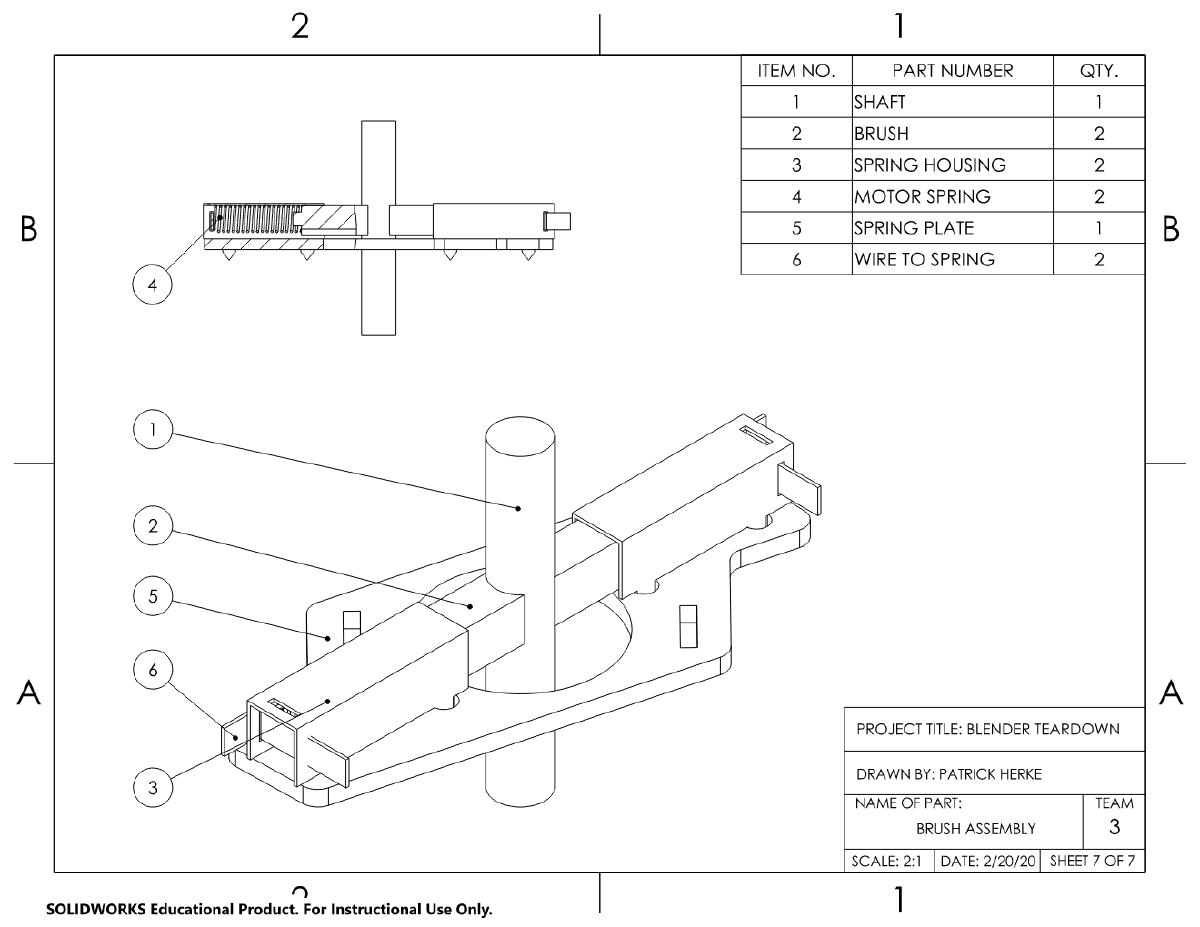 2 1
ITEM NO. PART NUMBER QTY.
1 SHAFT 1
2 BRUSH 2
3 SPRING HOUSING 2
4 MOTOR SPRING 2
5 SPRING PLATE 1
6 WIRE TO SPRING 2
B B
4
1
2
5
6
3
A A
PROJECT TITLE: BLENDER TEARDOWN
DRAWN BY: PATRICK HERKE
NAME OF PART: TEAM
BRUSH ASSEMBLY 3
SCALE: 2:1 DATE: 2/20/20 SHEET 7 OF 7
1
SOLIDWORKS Educational Product. For Instructional Use Only.